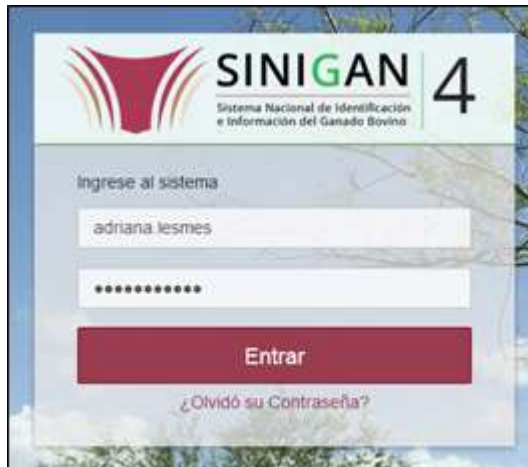 SINIGAN 4
Sistema Nacional de Identificación
e Información del Ganado Bovino
Ingrese al sistema
adriana.lesmes
•••••••••••
Entrar
¿Olvidó su Contraseña?